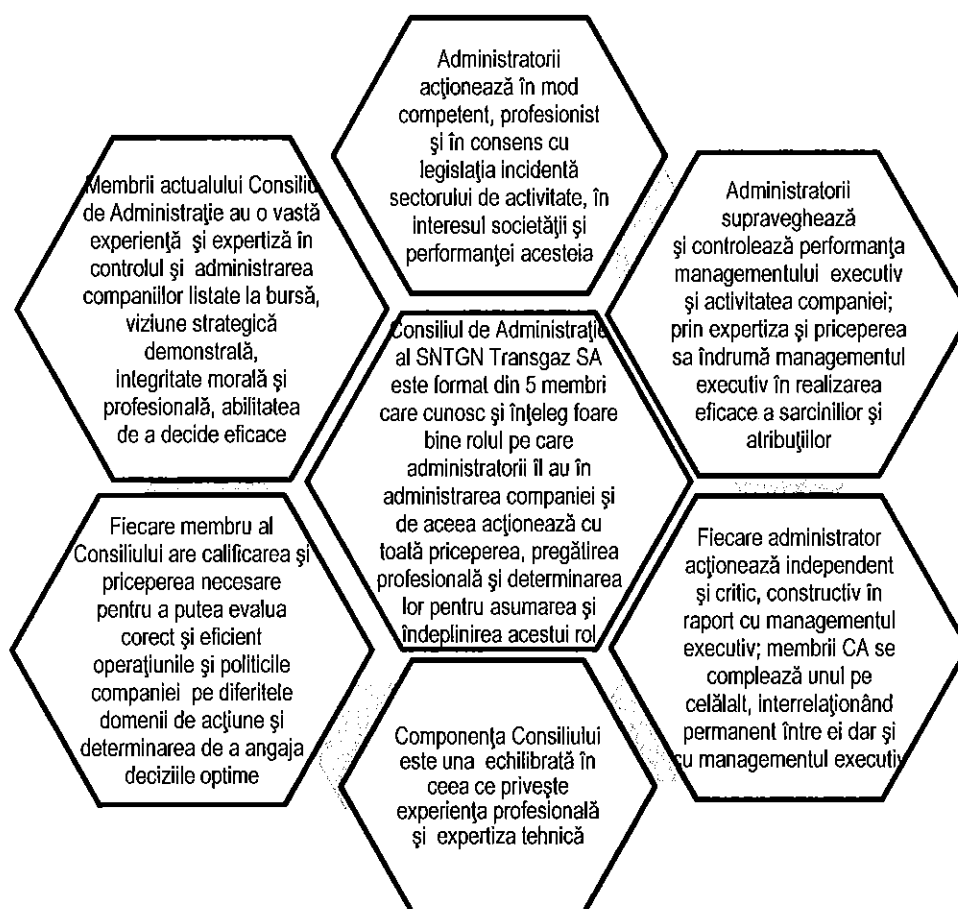 Administratorii
acţionează în mod
competent, profesionist
şi în consens cu
legislaţia incidentă
sectorului de activitate, în
interesul societăţii şi
performanţei acesteia
Membrii actualului Consiliu
de Administraţie au o vastă
experienţă şi expertiză în
controlul şi administrarea
companiilor listate la bursă,
viziune strategică
demonstrată,
integritate morală şi
profesională, abilitatea
de a decide eficace
Administratorii
supraveghează
şi controlează performanţa
managementului executiv
şi activitatea companiei;
prin expertiza şi priceperea
sa îndrumă managementul
executiv în realizarea
eficace a sarcinilor şi
atribuţiilor
Consiliul de Administraţie
al SNTGN Transgaz SA
este format din 5 membri
care cunosc şi înţeleg foare
bine rolul pe care
administratorii îl au în
administrarea companiei şi
de aceea acţionează cu
toată priceperea, pregătirea
profesională şi determinarea
lor pentru asumarea şi
îndeplinirea acestui rol
Fiecare membru al
Consiliului are calificarea şi
priceperea necesare
pentru a putea evalua
corect şi eficient
operaţiunile şi politicile
companiei pe diferitele
domenii de acţiune şi
determinarea de a angaja
deciziile optime
Fiecare administrator
acţionează independent
şi critic, constructiv în
raport cu managementul
executiv; membrii CA se
complează unul pe
celălalt, interrelaţionând
permanent între ei dar şi
cu managementul executiv
Componenţa Consiliului
este una echilibrată în
ceea ce priveşte
experienţa profesională
şi expertiza tehnică